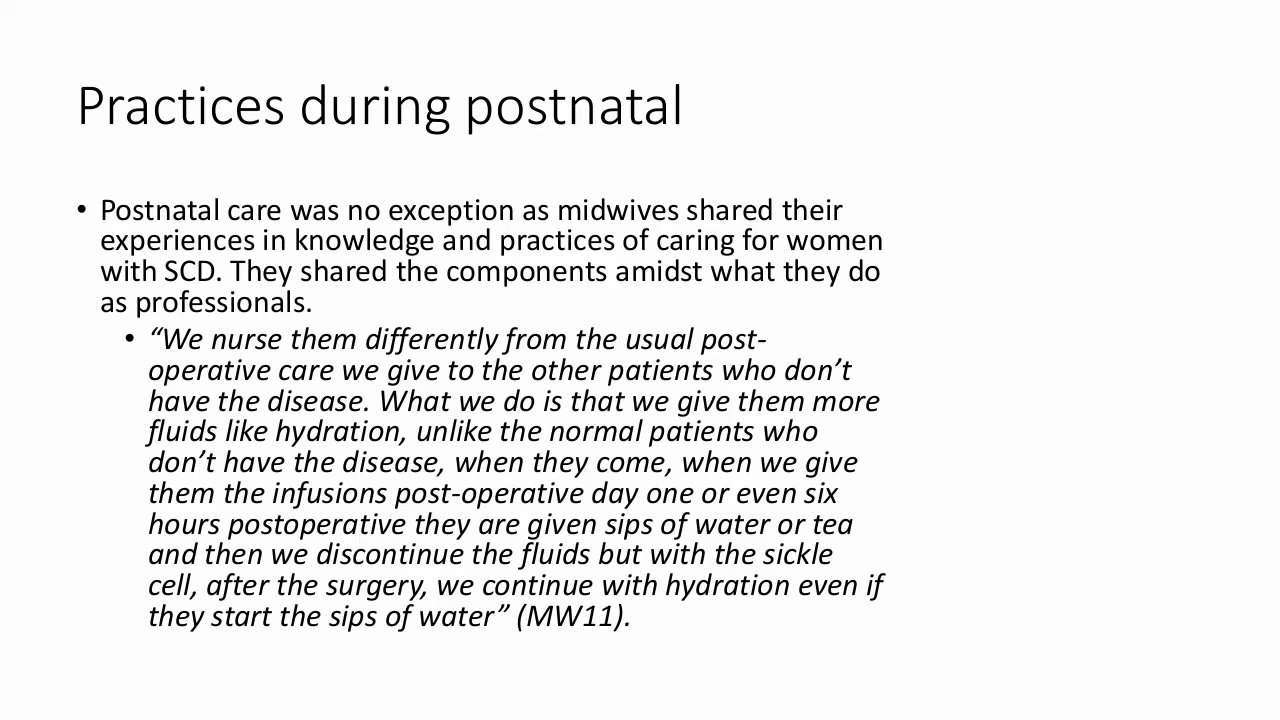 Practices during postnatal
• Postnatal care was no exception as midwives shared their
experiences in knowledge and practices of caring for women
with SCD. They shared the components amidst what they do
as professionals.
• “We nurse them differently from the usual post-
operative care we give to the other patients who don’t
have the disease. What we do is that we give them more
fluids like hydration, unlike the normal patients who
don’t have the disease, when they come, when we give
them the infusions post-operative day one or even six
hours postoperative they are given sips of water or tea
and then we discontinue the fluids but with the sickle
cell, after the surgery, we continue with hydration even if
they start the sips of water” (MW11).